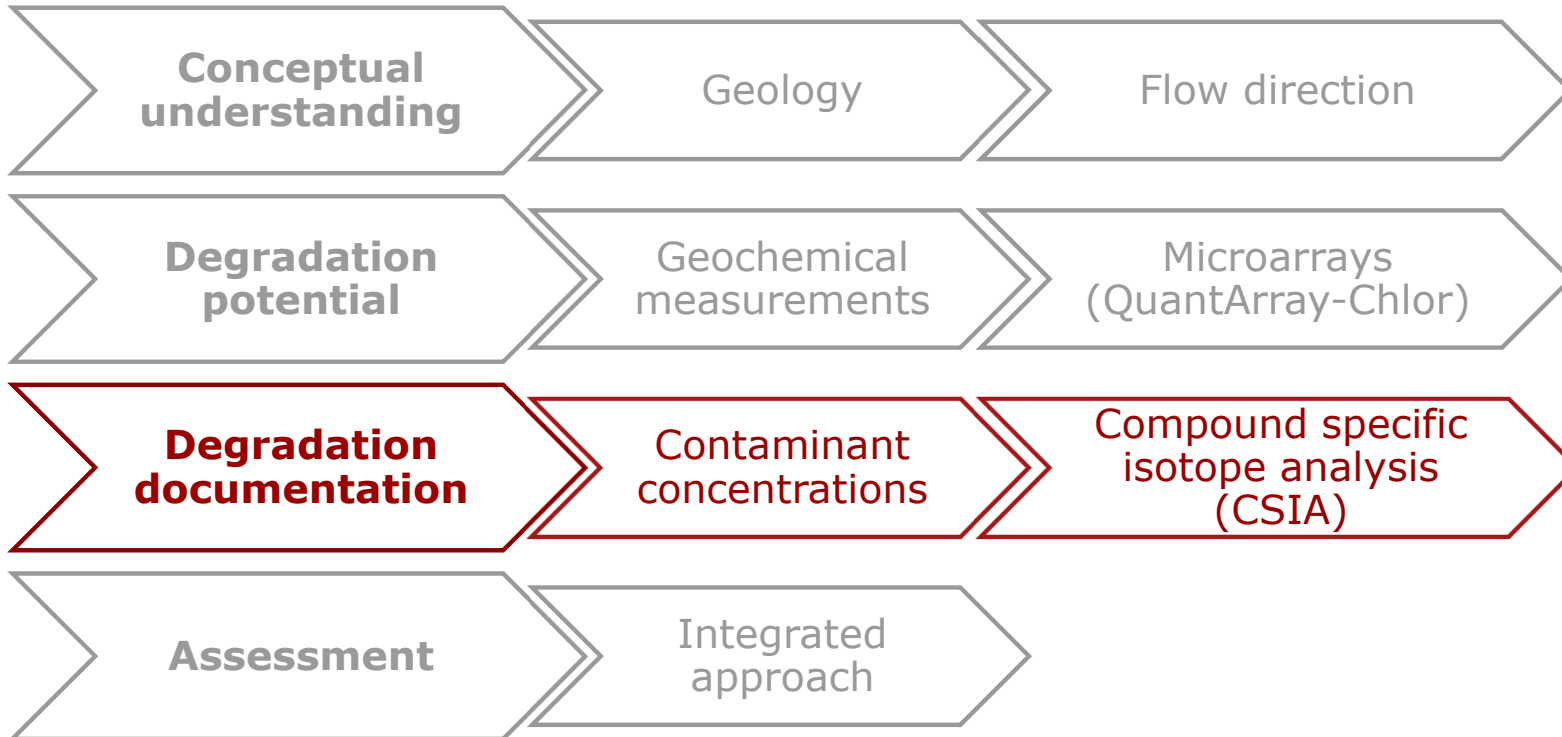 Conceptual
understanding
Geology
Flow direction
Degradation
potential
Geochemical
measurements
Microarrays
(QuantArray-Chlor)
Degradation
documentation
Contaminant
concentrations
Compound specific
isotope analysis
(CSIA)
Assessment
Integrated
approach